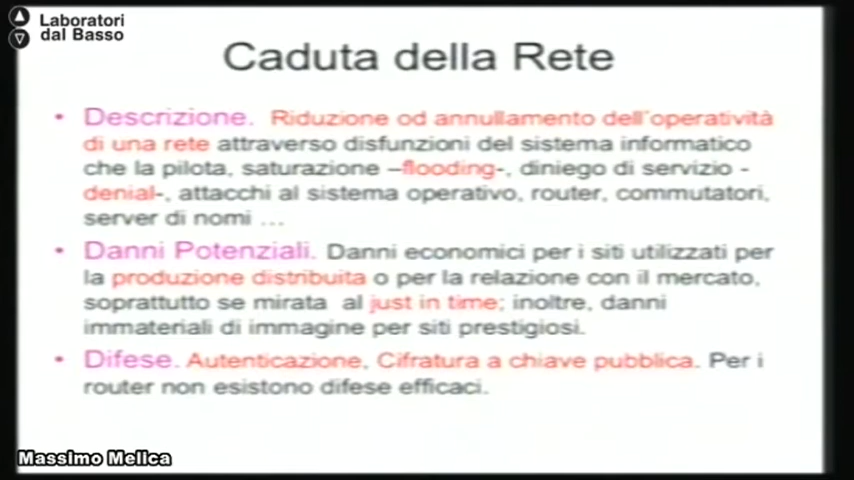 Laboratori
dal Basso
Caduta della Rete
• Descrizione. Riduzione od annullamento dell'operatività
di una rete attraverso disfunzioni del sistema informatico
che la pilota, saturazione –flooding-, diniego di servizio -
denial-, attacchi al sistema operativo, router, commutatori,
server di nomi …
• Danni Potenziali. Danni economici per i siti utilizzati per
la produzione distribuita o per la relazione con il mercato,
soprattutto se mirata al just in time; inoltre, danni
immateriali di immagine per siti prestigiosi.
• Difese. Autenticazione, Cifratura a chiave pubblica. Per i
router non esistono difese efficaci.
Massimo Melica